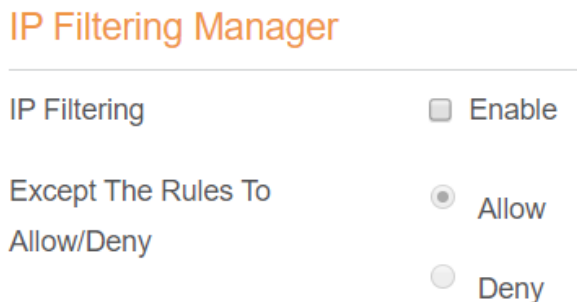 IP Filtering Manager
IP Filtering Enable
Except The Rules To
Allow/Deny
Allow
Deny